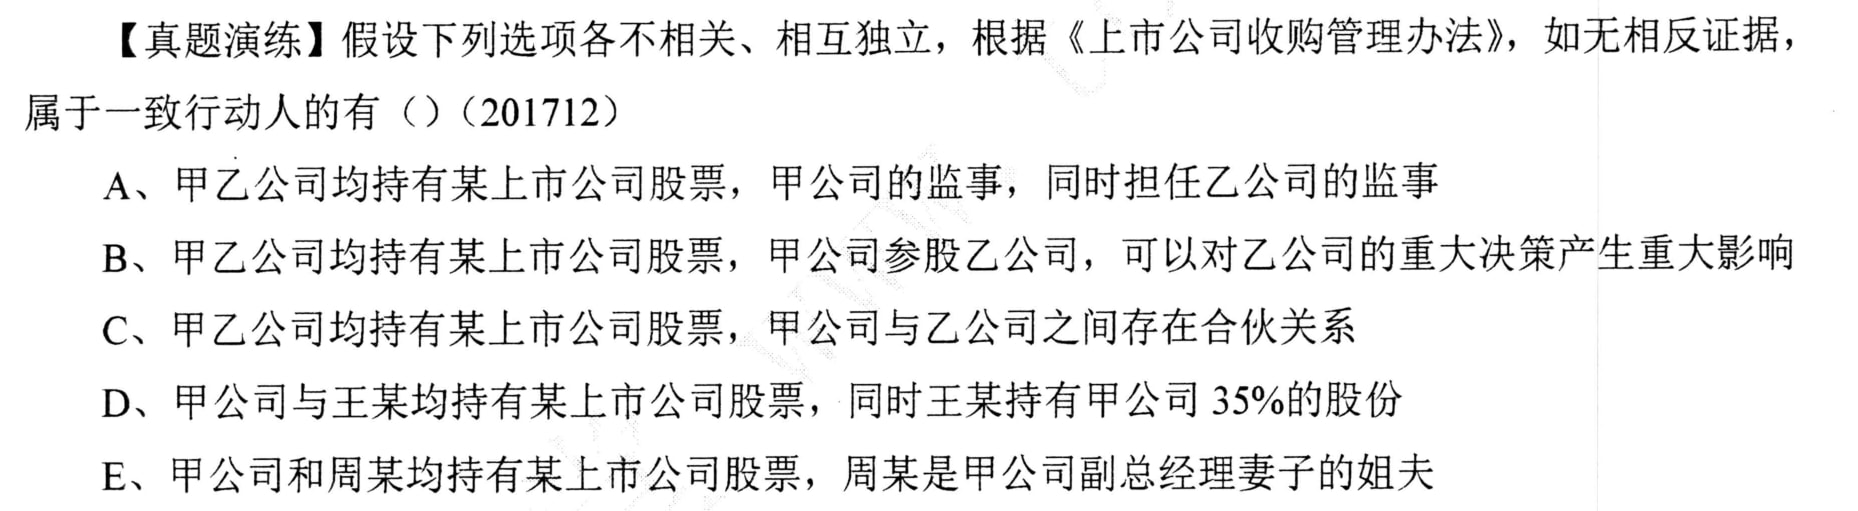 【真题演练】假设下列选项各不相关、相互独立，根据《上市公司收购管理办法》，如无相反证据，
属于一致行动人的有（）（201712）
A、甲乙公司均持有某上市公司股票，甲公司的监事，同时担任乙公司的监事
B、甲乙公司均持有某上市公司股票，甲公司参股乙公司，可以对乙公司的重大决策产生重大影响
C、甲乙公司均持有某上市公司股票，甲公司与乙公司之间存在合伙关系
D、甲公司与王某均持有某上市公司股票，同时王某持有甲公司 35%的股份
E、甲公司和周某均持有某上市公司股票，周某是甲公司副总经理妻子的姐夫